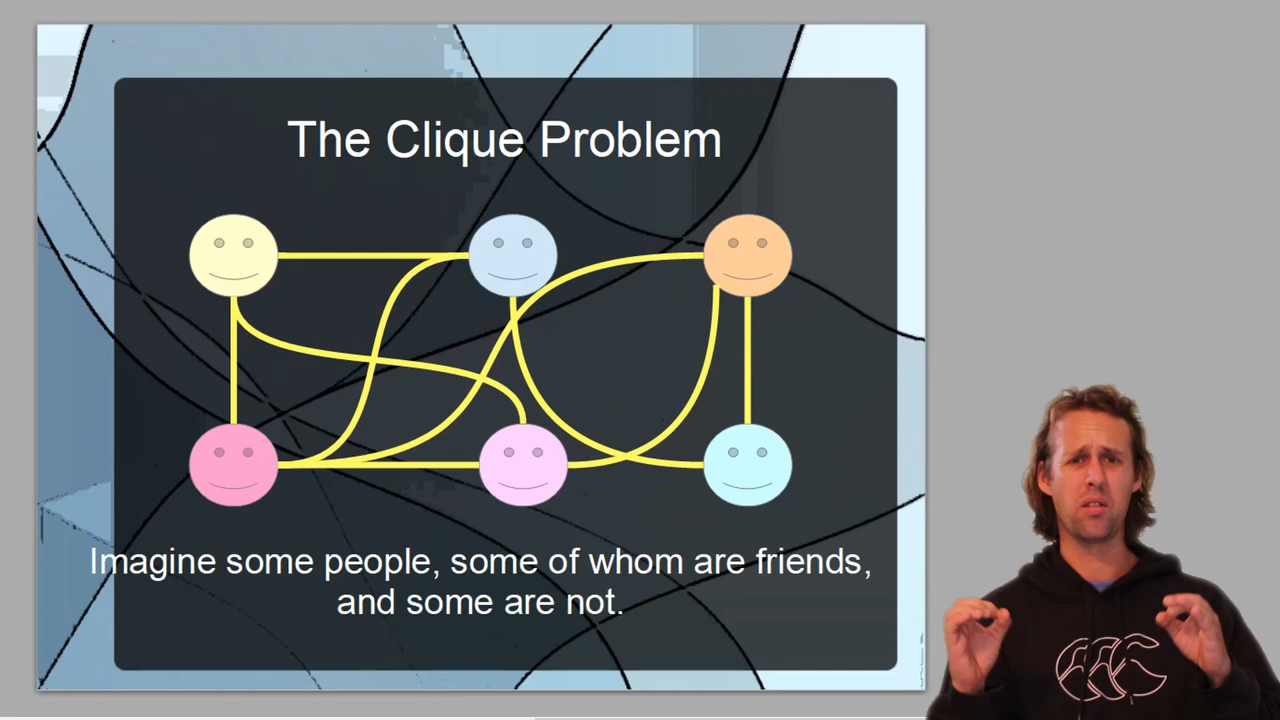 The Clique Problem
Imagine some people, some of whom are friends,
and some are not.